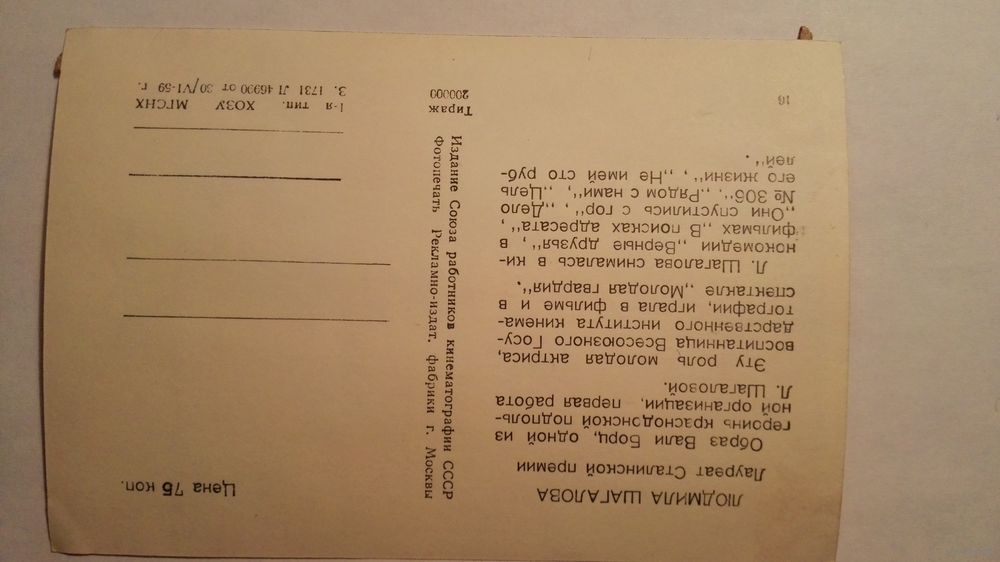 ЛЮДМИЛА ШАГАЛОВА
Лауреат Сталинской премии
Образ Вали Борц, одной из
героинь краснодонской подполь-
ной организации, первая работа
Л. Шагаловой.
Эту роль молодая актриса,
воспитанница Всесоюзного Госу-
дарственного института кинема-
тографии, играла в фильме и в
спектакле „Молодая гвардия“.
Л. Шагалова снималась в ки-
нокомедии „Верные друзья“, в
фильмах „В поисках адресата“,
„Они спустились с гор“, „Дело
№ 306“. „Рядом с нами“, „Цель
его жизни“, „Не имей сто руб-
лей“.
16
Издание Союза работников кинематографии СССР
Фотопечать Рекламно-издат. фабрики г. Москвы
Тираж
200000
Цена 75 коп.
1-я тип. ХОЗУ МГСНХ
З. 1731 Л 46990 от 30/VI-59 г.